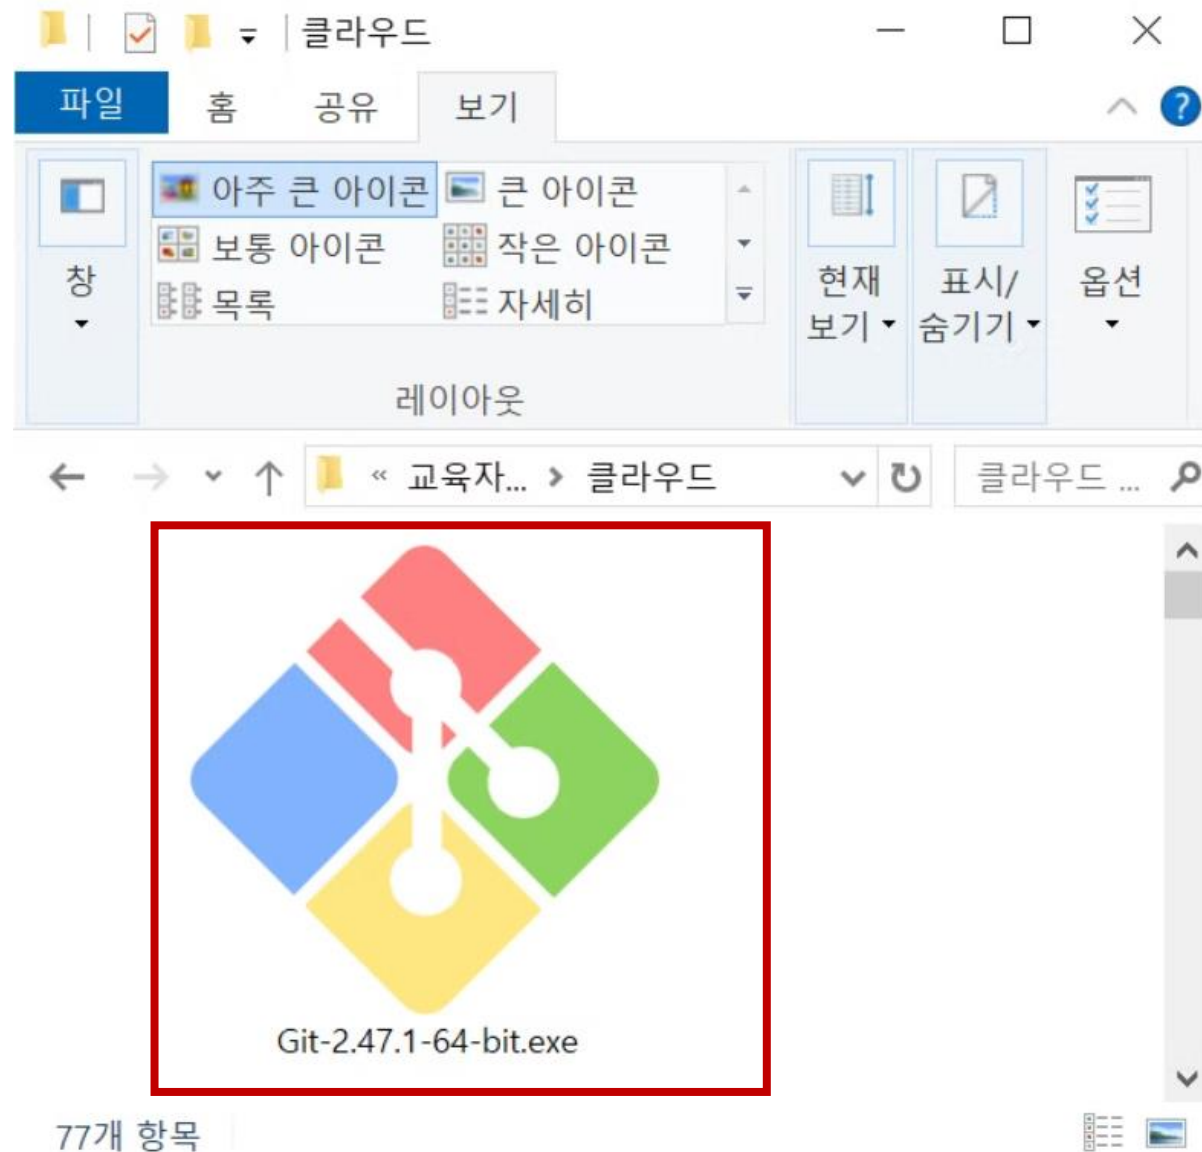 클라우드
파일 홈 공유 보기
아주 큰 아이콘 큰 아이콘
보통 아이콘 작은 아이콘
목록 자세히
창
현재
보기
표시/
숨기기
옵션
레이아웃
« 교육자... > 클라우드
클라우드 ...
Git-2.47.1-64-bit.exe
77개 항목